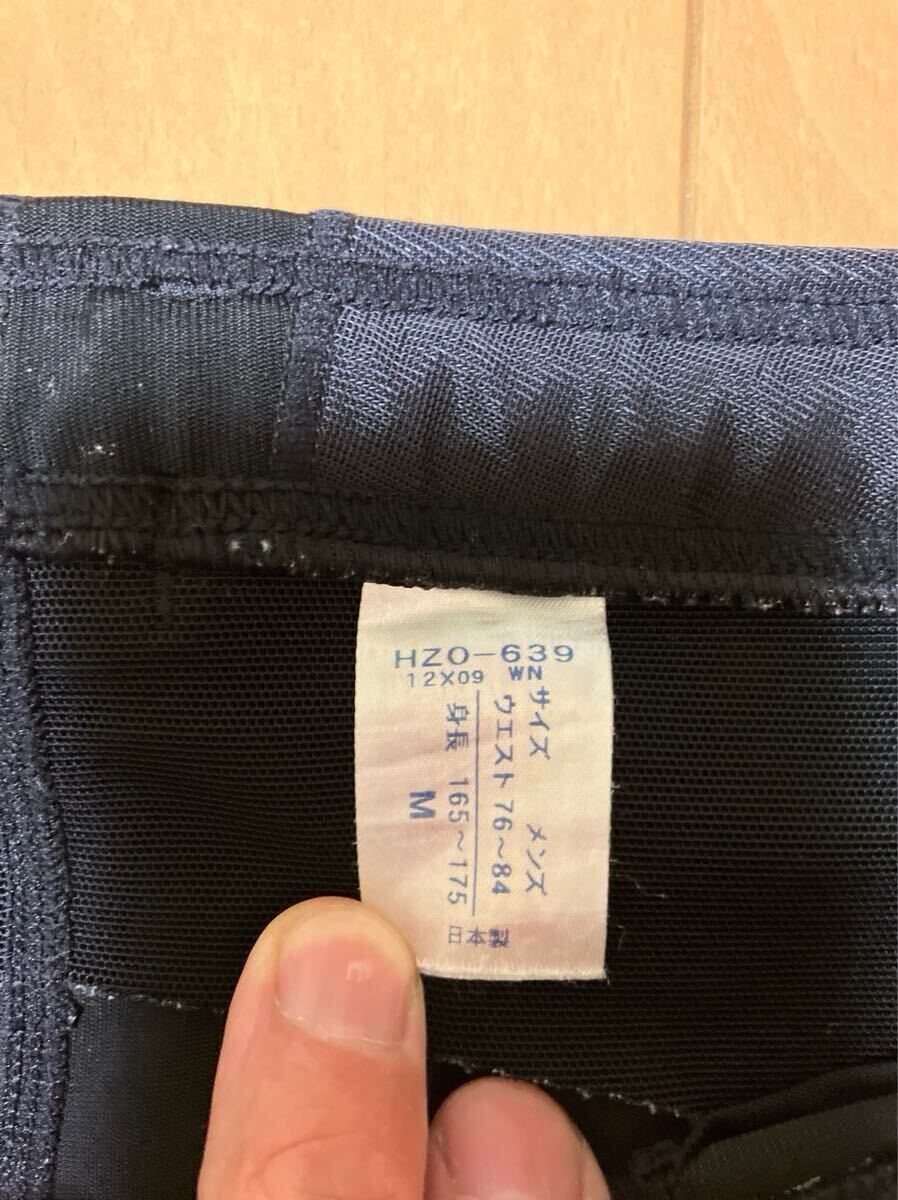 HZO-639
12X09 WN
サイズ メンズ
ウエスト 76～84
身長 165～175
M
日本製